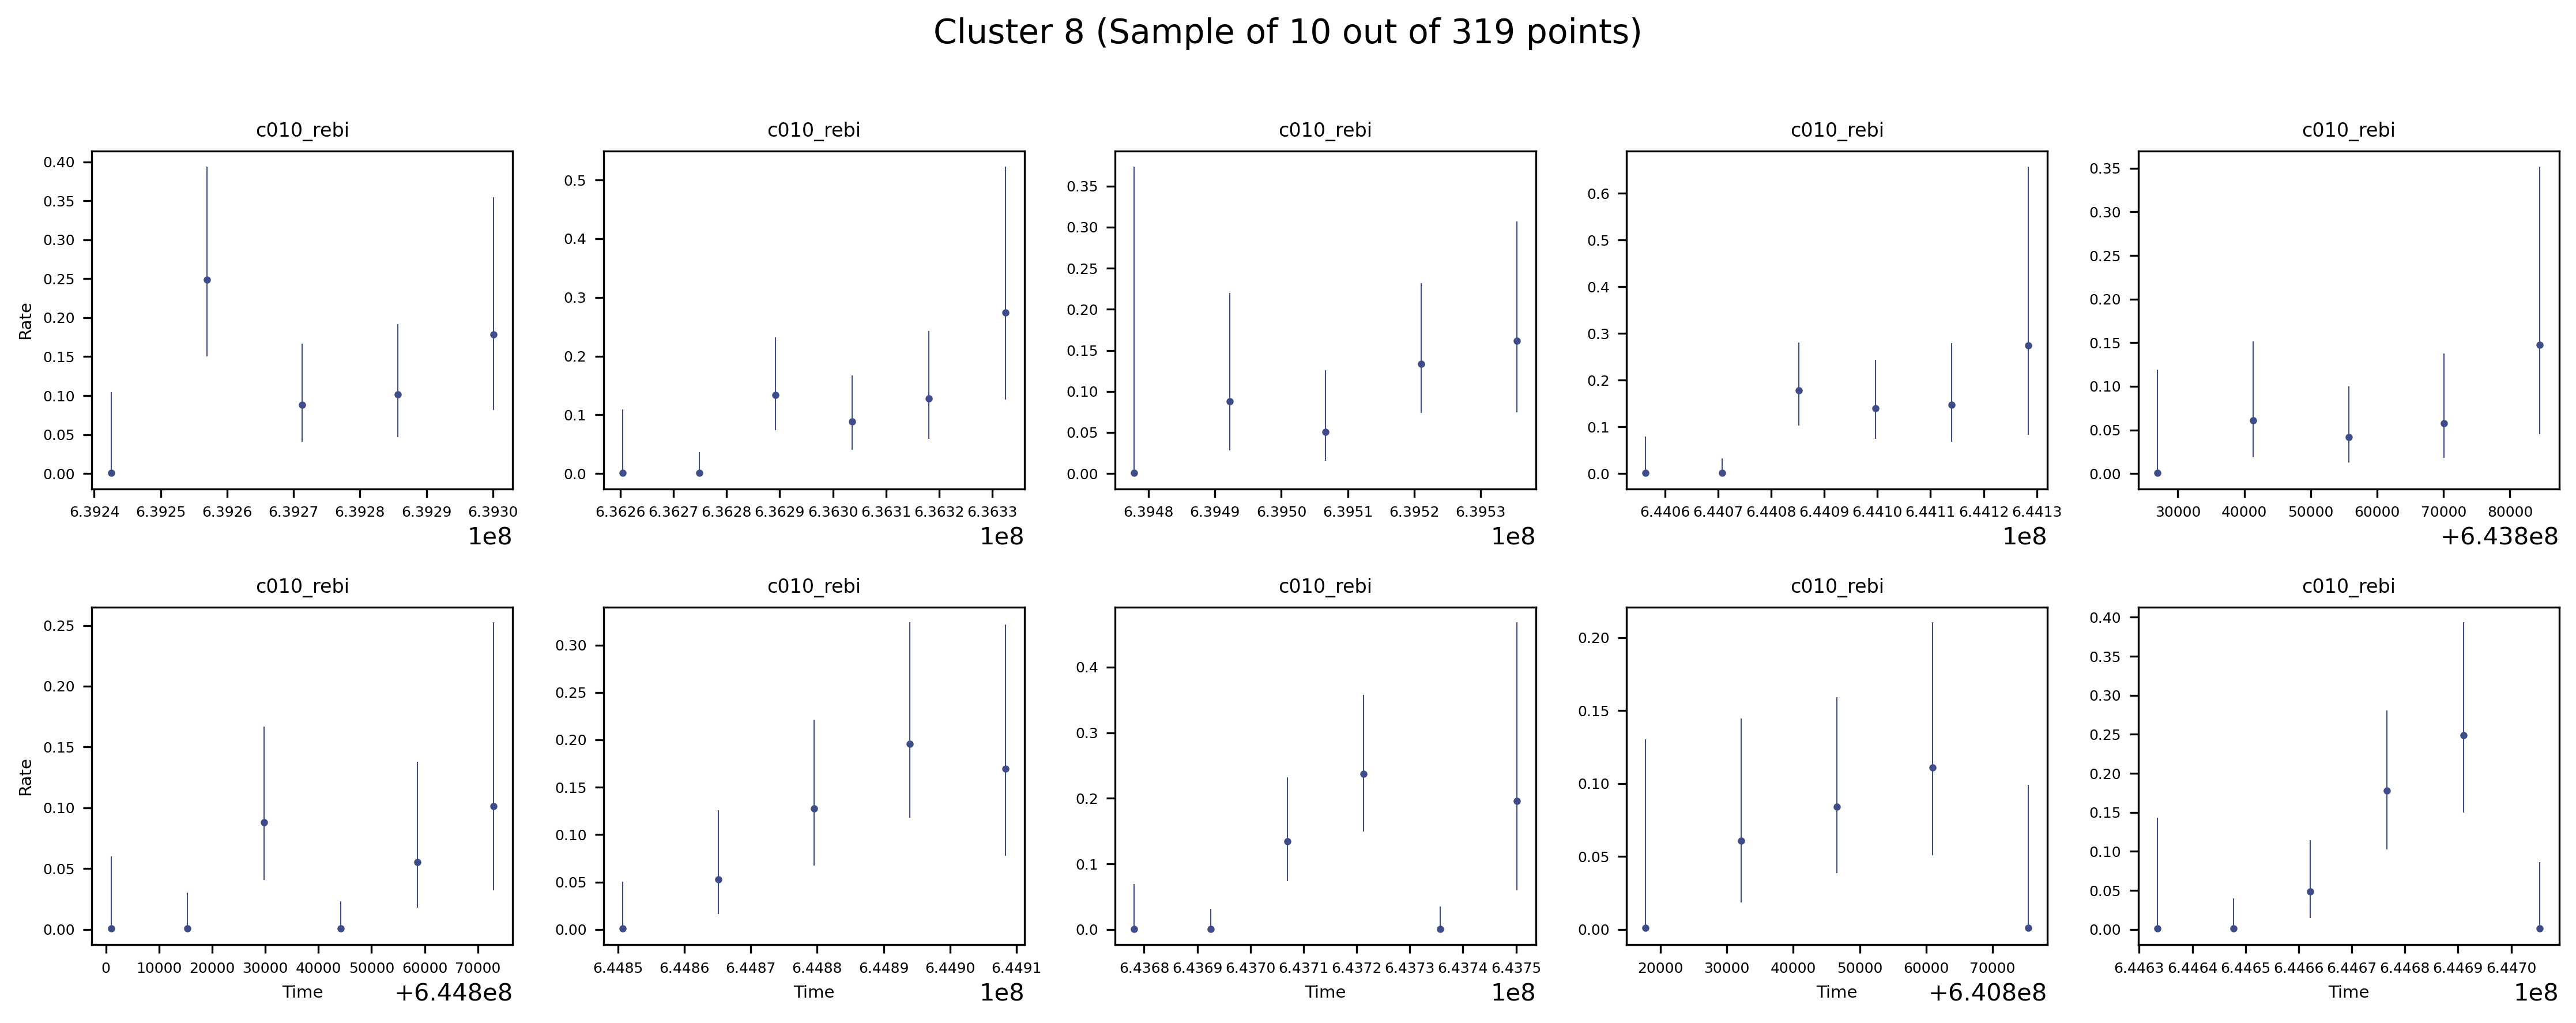 Cluster 8 (Sample of 10 out of 319 points)
c010_rebi c010_rebi c010_rebi c010_rebi c010_rebi
0.40 0.35 0.30 0.25 0.20 0.15 0.10 0.05 0.00
Rate
6.3924 6.3925 6.3926 6.3927 6.3928 6.3929 6.3930
1e8
0.5 0.4 0.3 0.2 0.1 0.0
6.3626 6.3627 6.3628 6.3629 6.3630 6.3631 6.3632 6.3633
1e8
0.35 0.30 0.25 0.20 0.15 0.10 0.05 0.00
6.3948 6.3949 6.3950 6.3951 6.3952 6.3953
1e8
0.6 0.5 0.4 0.3 0.2 0.1 0.0
6.4406 6.4407 6.4408 6.4409 6.4410 6.4411 6.4412 6.4413
1e8
0.35 0.30 0.25 0.20 0.15 0.10 0.05 0.00
30000 40000 50000 60000 70000 80000
+6.438e8
c010_rebi c010_rebi c010_rebi c010_rebi c010_rebi
0.25 0.20 0.15 0.10 0.05 0.00
Rate
0 10000 20000 30000 40000 50000 60000 70000
Time +6.448e8
0.30 0.25 0.20 0.15 0.10 0.05 0.00
6.4485 6.4486 6.4487 6.4488 6.4489 6.4490 6.4491
Time 1e8
0.4 0.3 0.2 0.1 0.0
6.4368 6.4369 6.4370 6.4371 6.4372 6.4373 6.4374 6.4375
Time 1e8
0.20 0.15 0.10 0.05 0.00
20000 30000 40000 50000 60000 70000
Time +6.408e8
0.40 0.35 0.30 0.25 0.20 0.15 0.10 0.05 0.00
6.4463 6.4464 6.4465 6.4466 6.4467 6.4468 6.4469 6.4470
Time 1e8